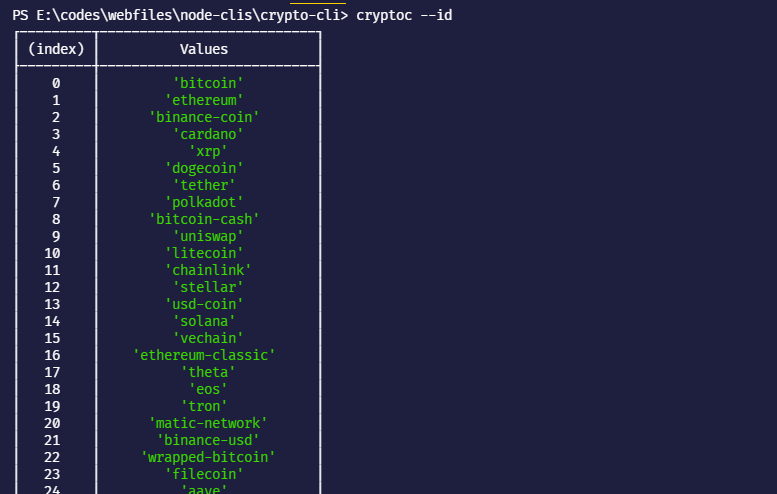 PS E:\codes\webfiles\node-clis\crypto-cli> cryptoc --id
(index) Values
0 'bitcoin'
1 'ethereum'
2 'binance-coin'
3 'cardano'
4 'xrp'
5 'dogecoin'
6 'tether'
7 'polkadot'
8 'bitcoin-cash'
9 'uniswap'
10 'litecoin'
11 'chainlink'
12 'stellar'
13 'usd-coin'
14 'solana'
15 'vechain'
16 'ethereum-classic'
17 'theta'
18 'eos'
19 'tron'
20 'matic-network'
21 'binance-usd'
22 'wrapped-bitcoin'
23 'filecoin'
24 'aave'